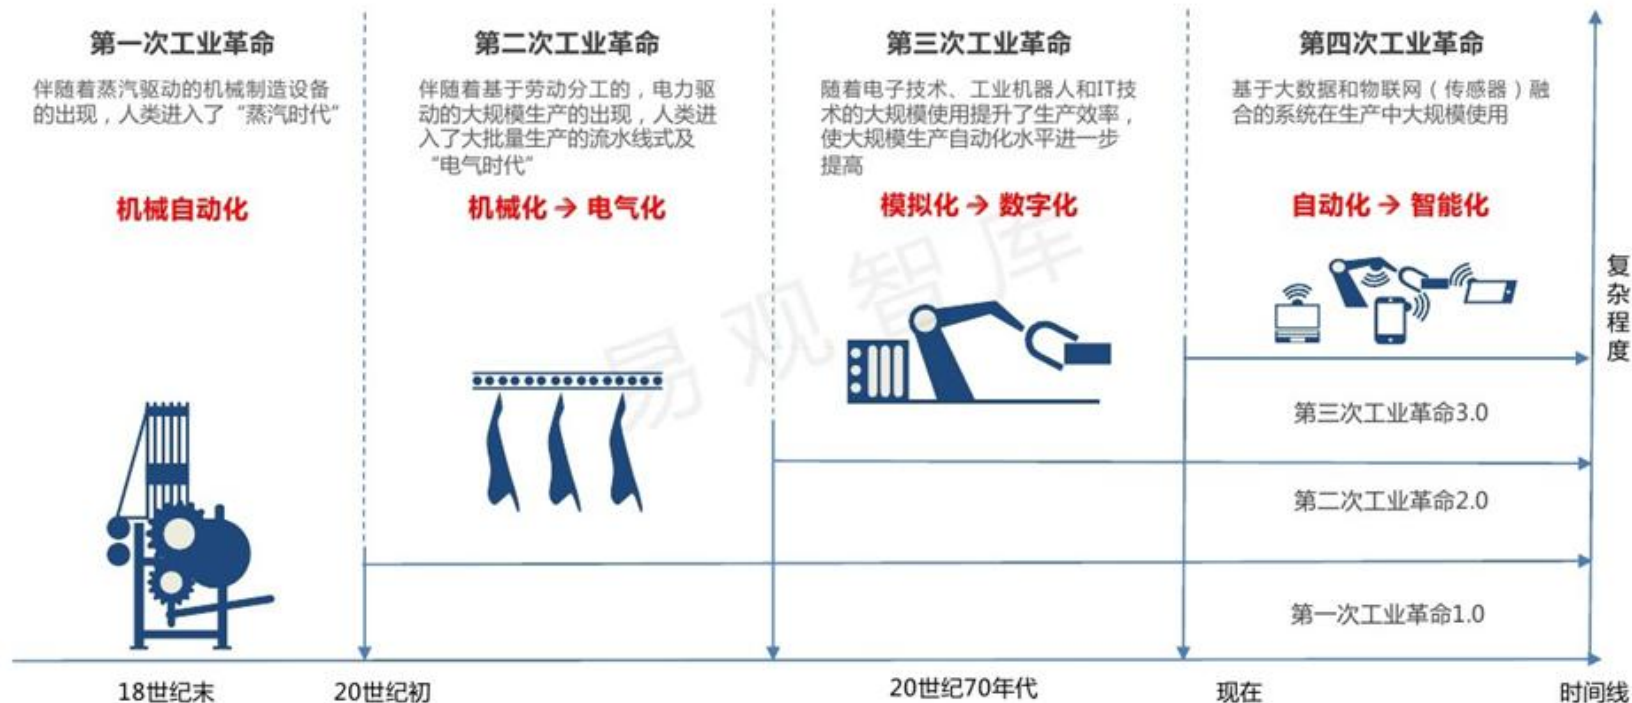 第一次工业革命
伴随着蒸汽驱动的机械制造设备
的出现，人类进入了“蒸汽时代”
机械自动化
第二次工业革命
伴随着基于劳动分工的，电力驱
动的大规模生产的出现，人类进
入了大批量生产的流水线式及
“电气时代”
机械化→电气化
第三次工业革命
随着电子技术、工业机器人和IT技
术的大规模使用提升了生产效率，
使大规模生产自动化水平进一步
提高
模拟化→数字化
第四次工业革命
基于大数据和物联网（传感器）融
合的系统在生产中大规模使用
自动化→智能化
易观智库
复杂程度
第三次工业革命3.0
第二次工业革命2.0
第一次工业革命1.0
18世纪末
20世纪初
20世纪70年代
现在
时间线